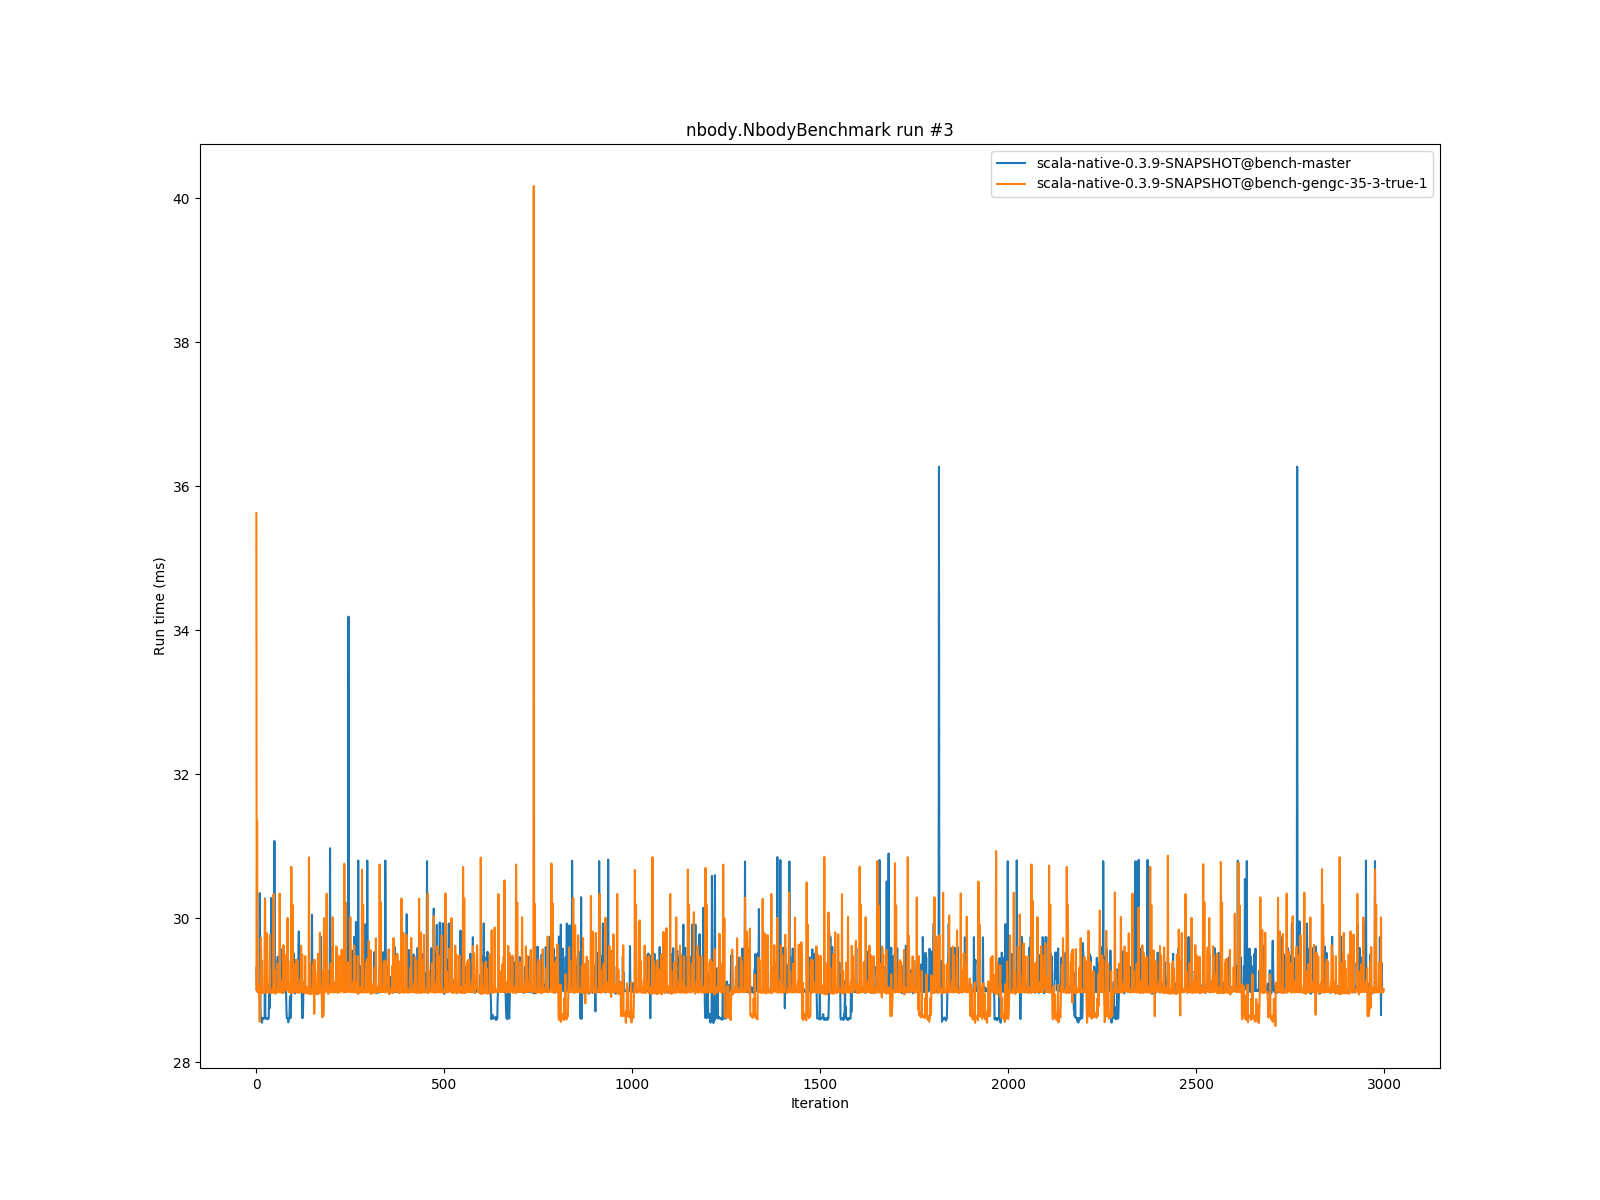 nbody.NbodyBenchmark run #3
scala-native-0.3.9-SNAPSHOT@bench-master
scala-native-0.3.9-SNAPSHOT@bench-gengc-35-3-true-1
Run time (ms)
40
38
36
34
32
30
28
0 500 1000 1500 2000 2500 3000
Iteration